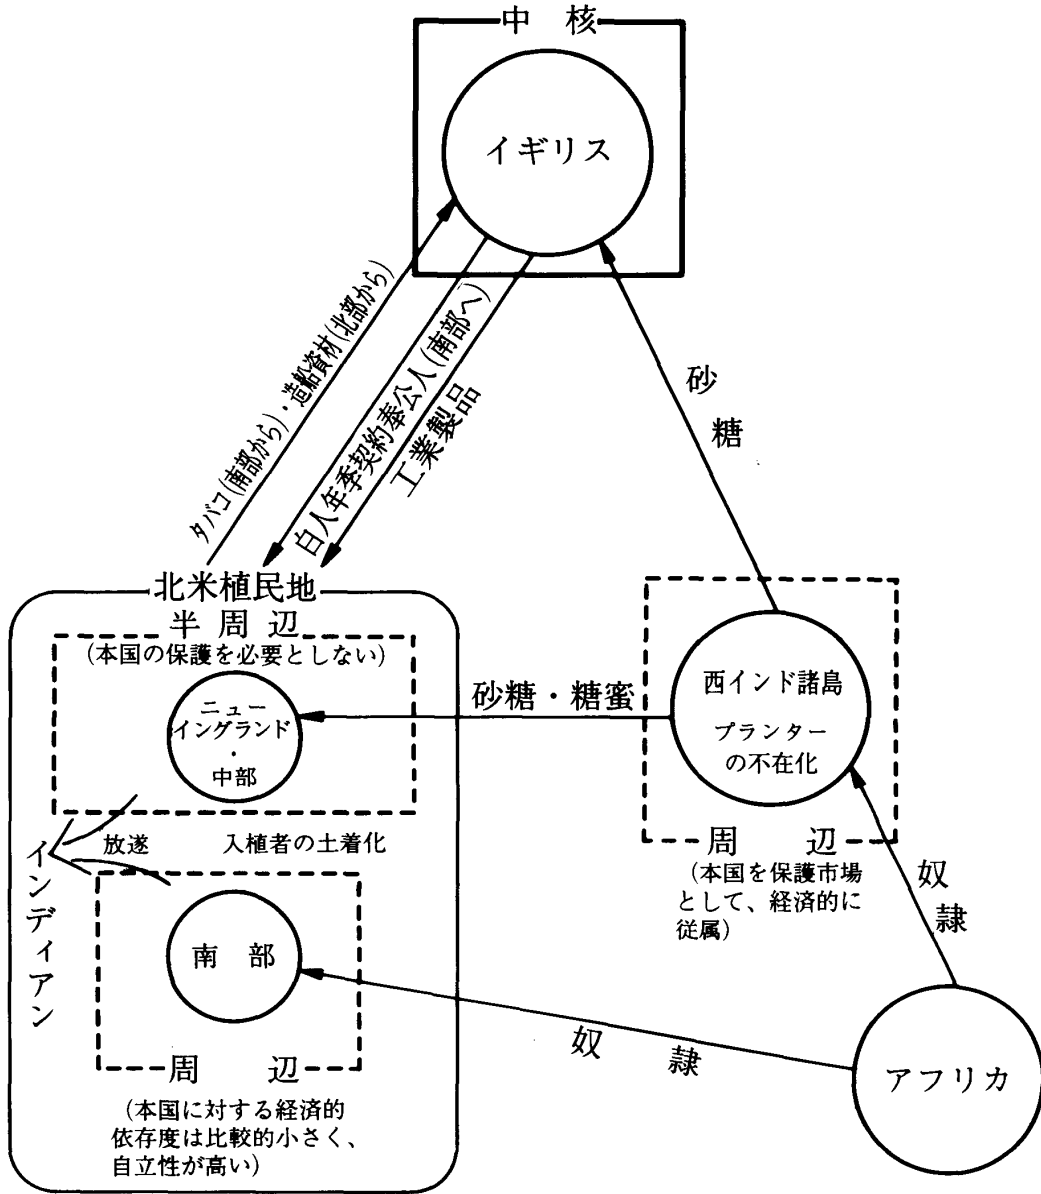 中 核
イギリス
タバコ(南部から)・造船資材(北部から)
白人年季契約奉公人(南部へ)
工業製品
砂糖
北米植民地
半周辺
(本国の保護を必要としない)
ニュー
イングランド
・
中部
砂糖・糖蜜
西インド諸島
プランター
の不在化
周 辺
(本国を保護市場
として、経済的に
従属)
放遂
入植者の土着化
インディアン
南 部
周 辺
(本国に対する経済的
依存度は比較的小さく、
自立性が高い)
奴隷
奴隷
アフリカ